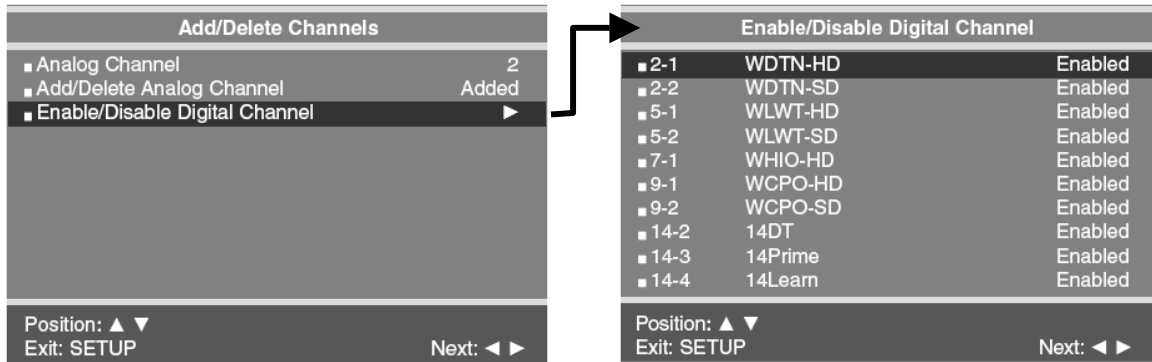 Add/Delete Channels
Analog Channel 2
Add/Delete Analog Channel Added
Enable/Disable Digital Channel ►
Position: ▲ ▼
Exit: SETUP Next: ◄ ►
Enable/Disable Digital Channel
2-1 WDTN-HD Enabled
2-2 WDTN-SD Enabled
5-1 WLWT-HD Enabled
5-2 WLWT-SD Enabled
7-1 WHIO-HD Enabled
9-1 WCPO-HD Enabled
9-2 WCPO-SD Enabled
14-2 14DT Enabled
14-3 14Prime Enabled
14-4 14Learn Enabled
Position: ▲ ▼
Exit: SETUP Next: ◄ ►